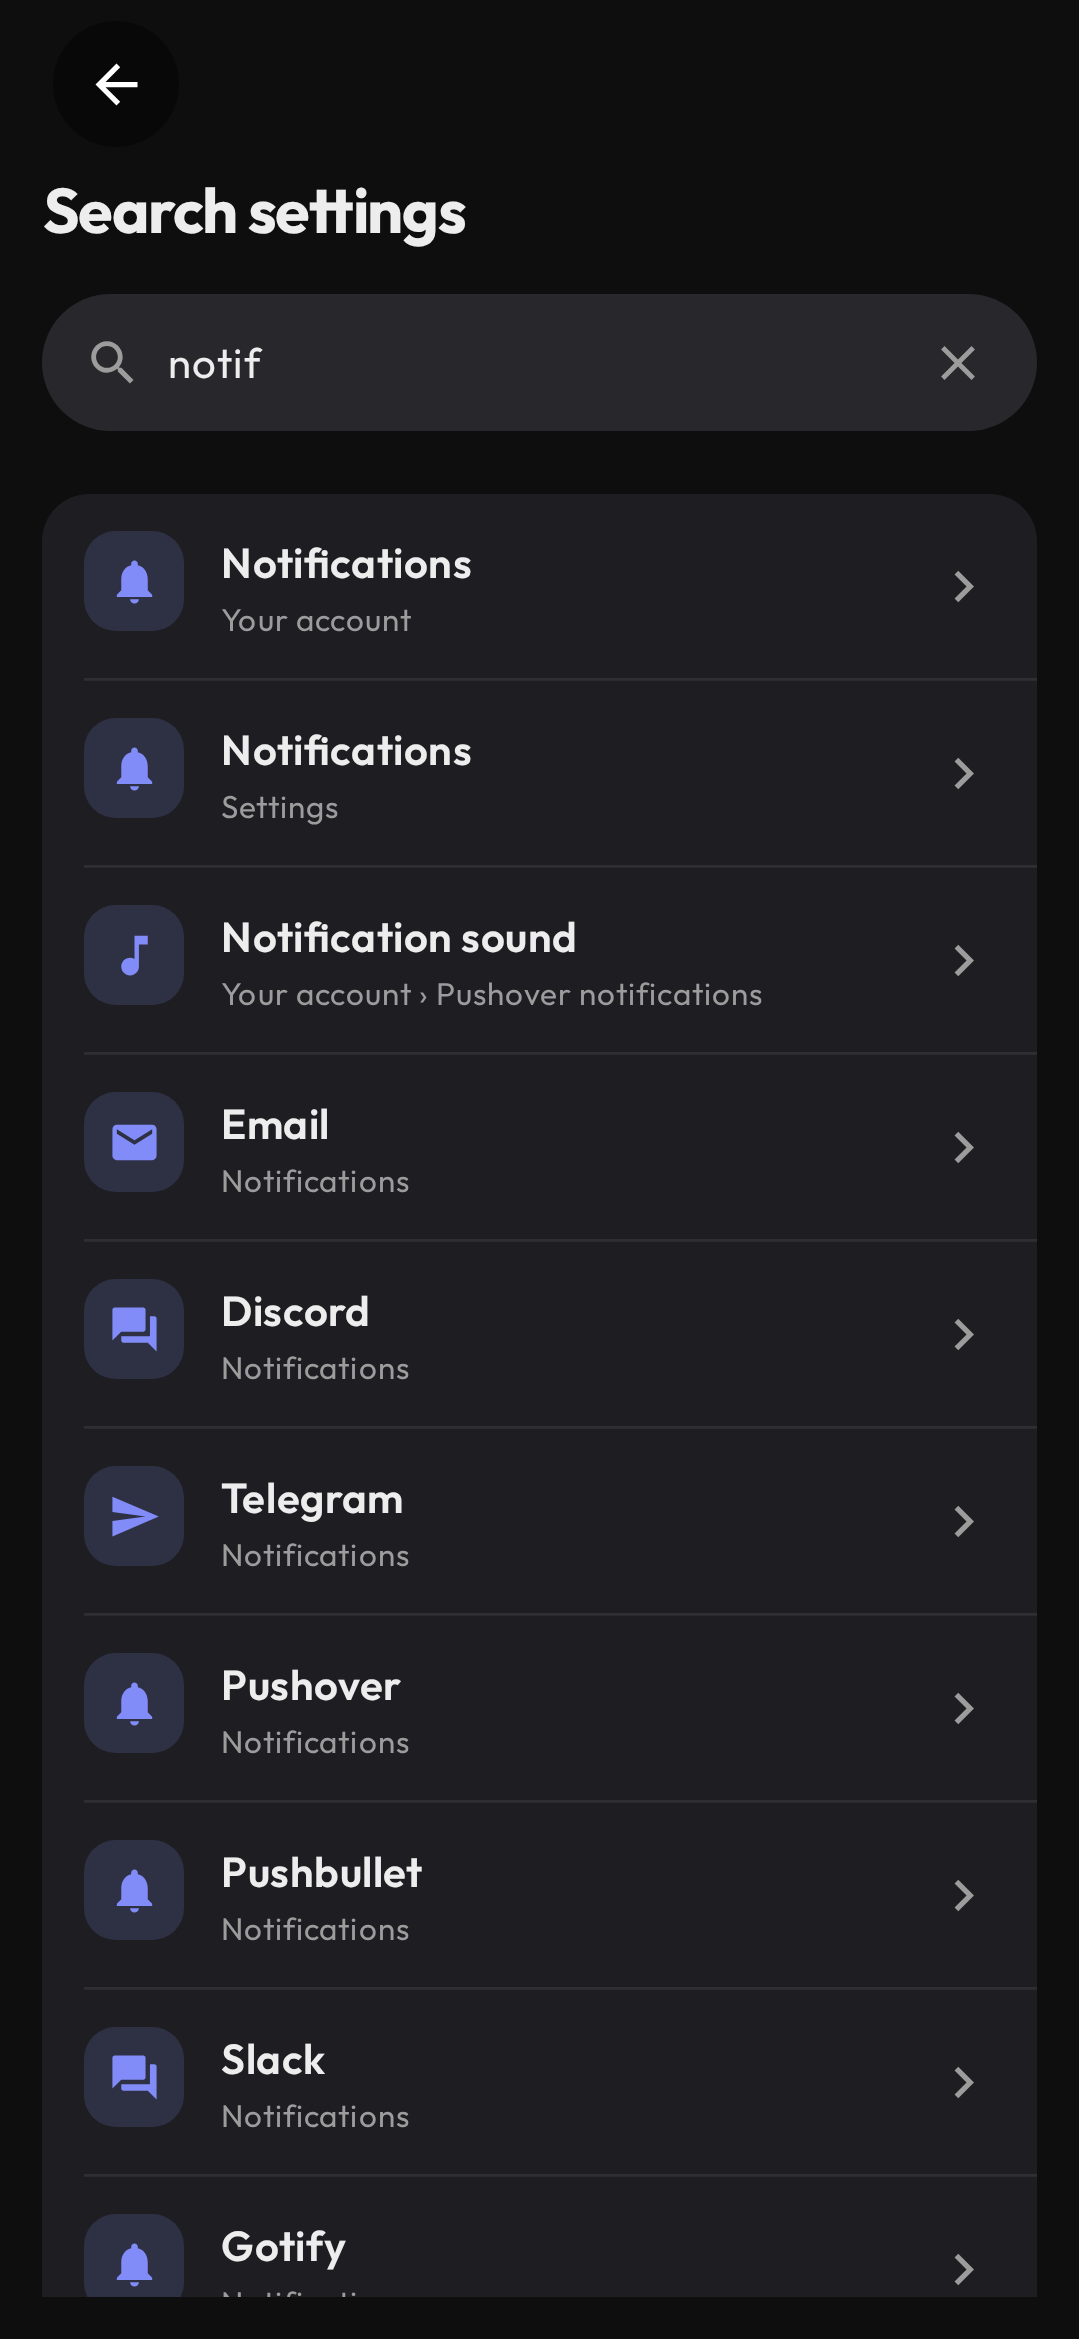 Search settings
notif
Notifications
Your account
Notifications
Settings
Notification sound
Your account › Pushover notifications
Email
Notifications
Discord
Notifications
Telegram
Notifications
Pushover
Notifications
Pushbullet
Notifications
Slack
Notifications
Gotify